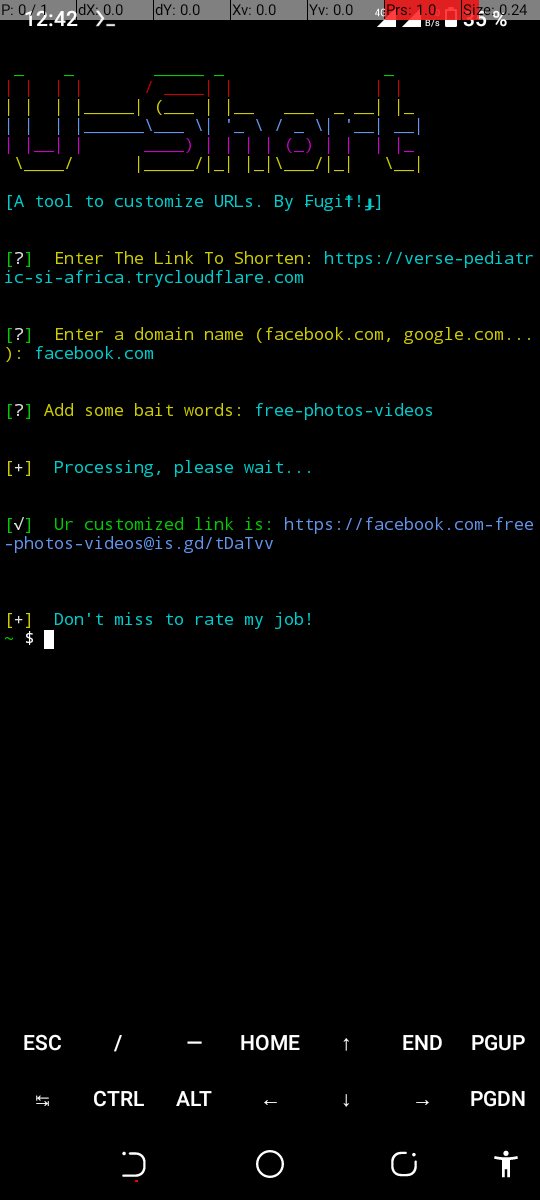 P: 0 / 1 dX: 0.0 dY: 0.0 Xv: 0.0 Yv: 0.0 Prs: 1.0 Size: 0.24
12:42 4G B/s 35 %
U-Short
[A tool to customize URLs. By
[?] Enter The Link To Shorten: https://verse-pediatr
ic-si-africa.trycloudflare.com
[?] Enter a domain name (facebook.com, google.com...
): facebook.com
[?] Add some bait words: free-photos-videos
[+] Processing, please wait...
[√] Ur customized link is: https://facebook.com-free
-photos-videos@is.gd/tDaTvv
[+] Don't miss to rate my job!
~ $
ESC / — HOME ↑ END PGUP
↹ CTRL ALT ← ↓ → PGDN